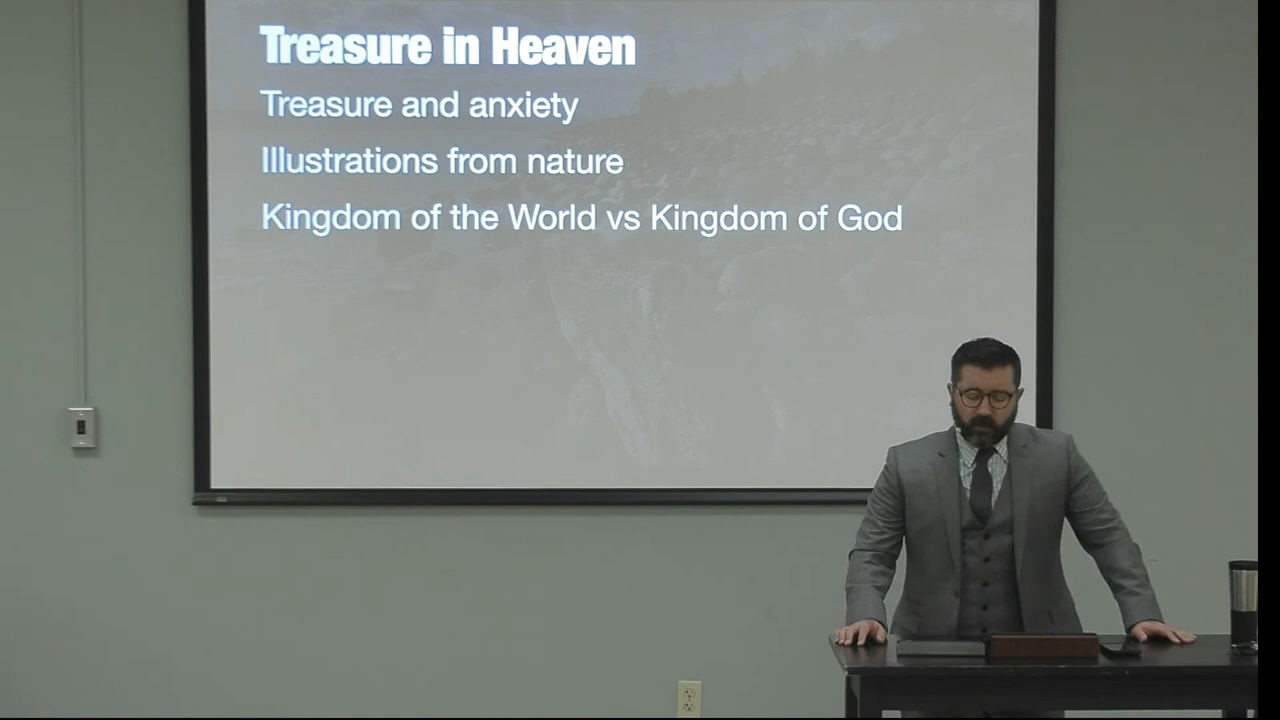 Treasure in Heaven
Treasure and anxiety
Illustrations from nature
Kingdom of the World vs Kingdom of God